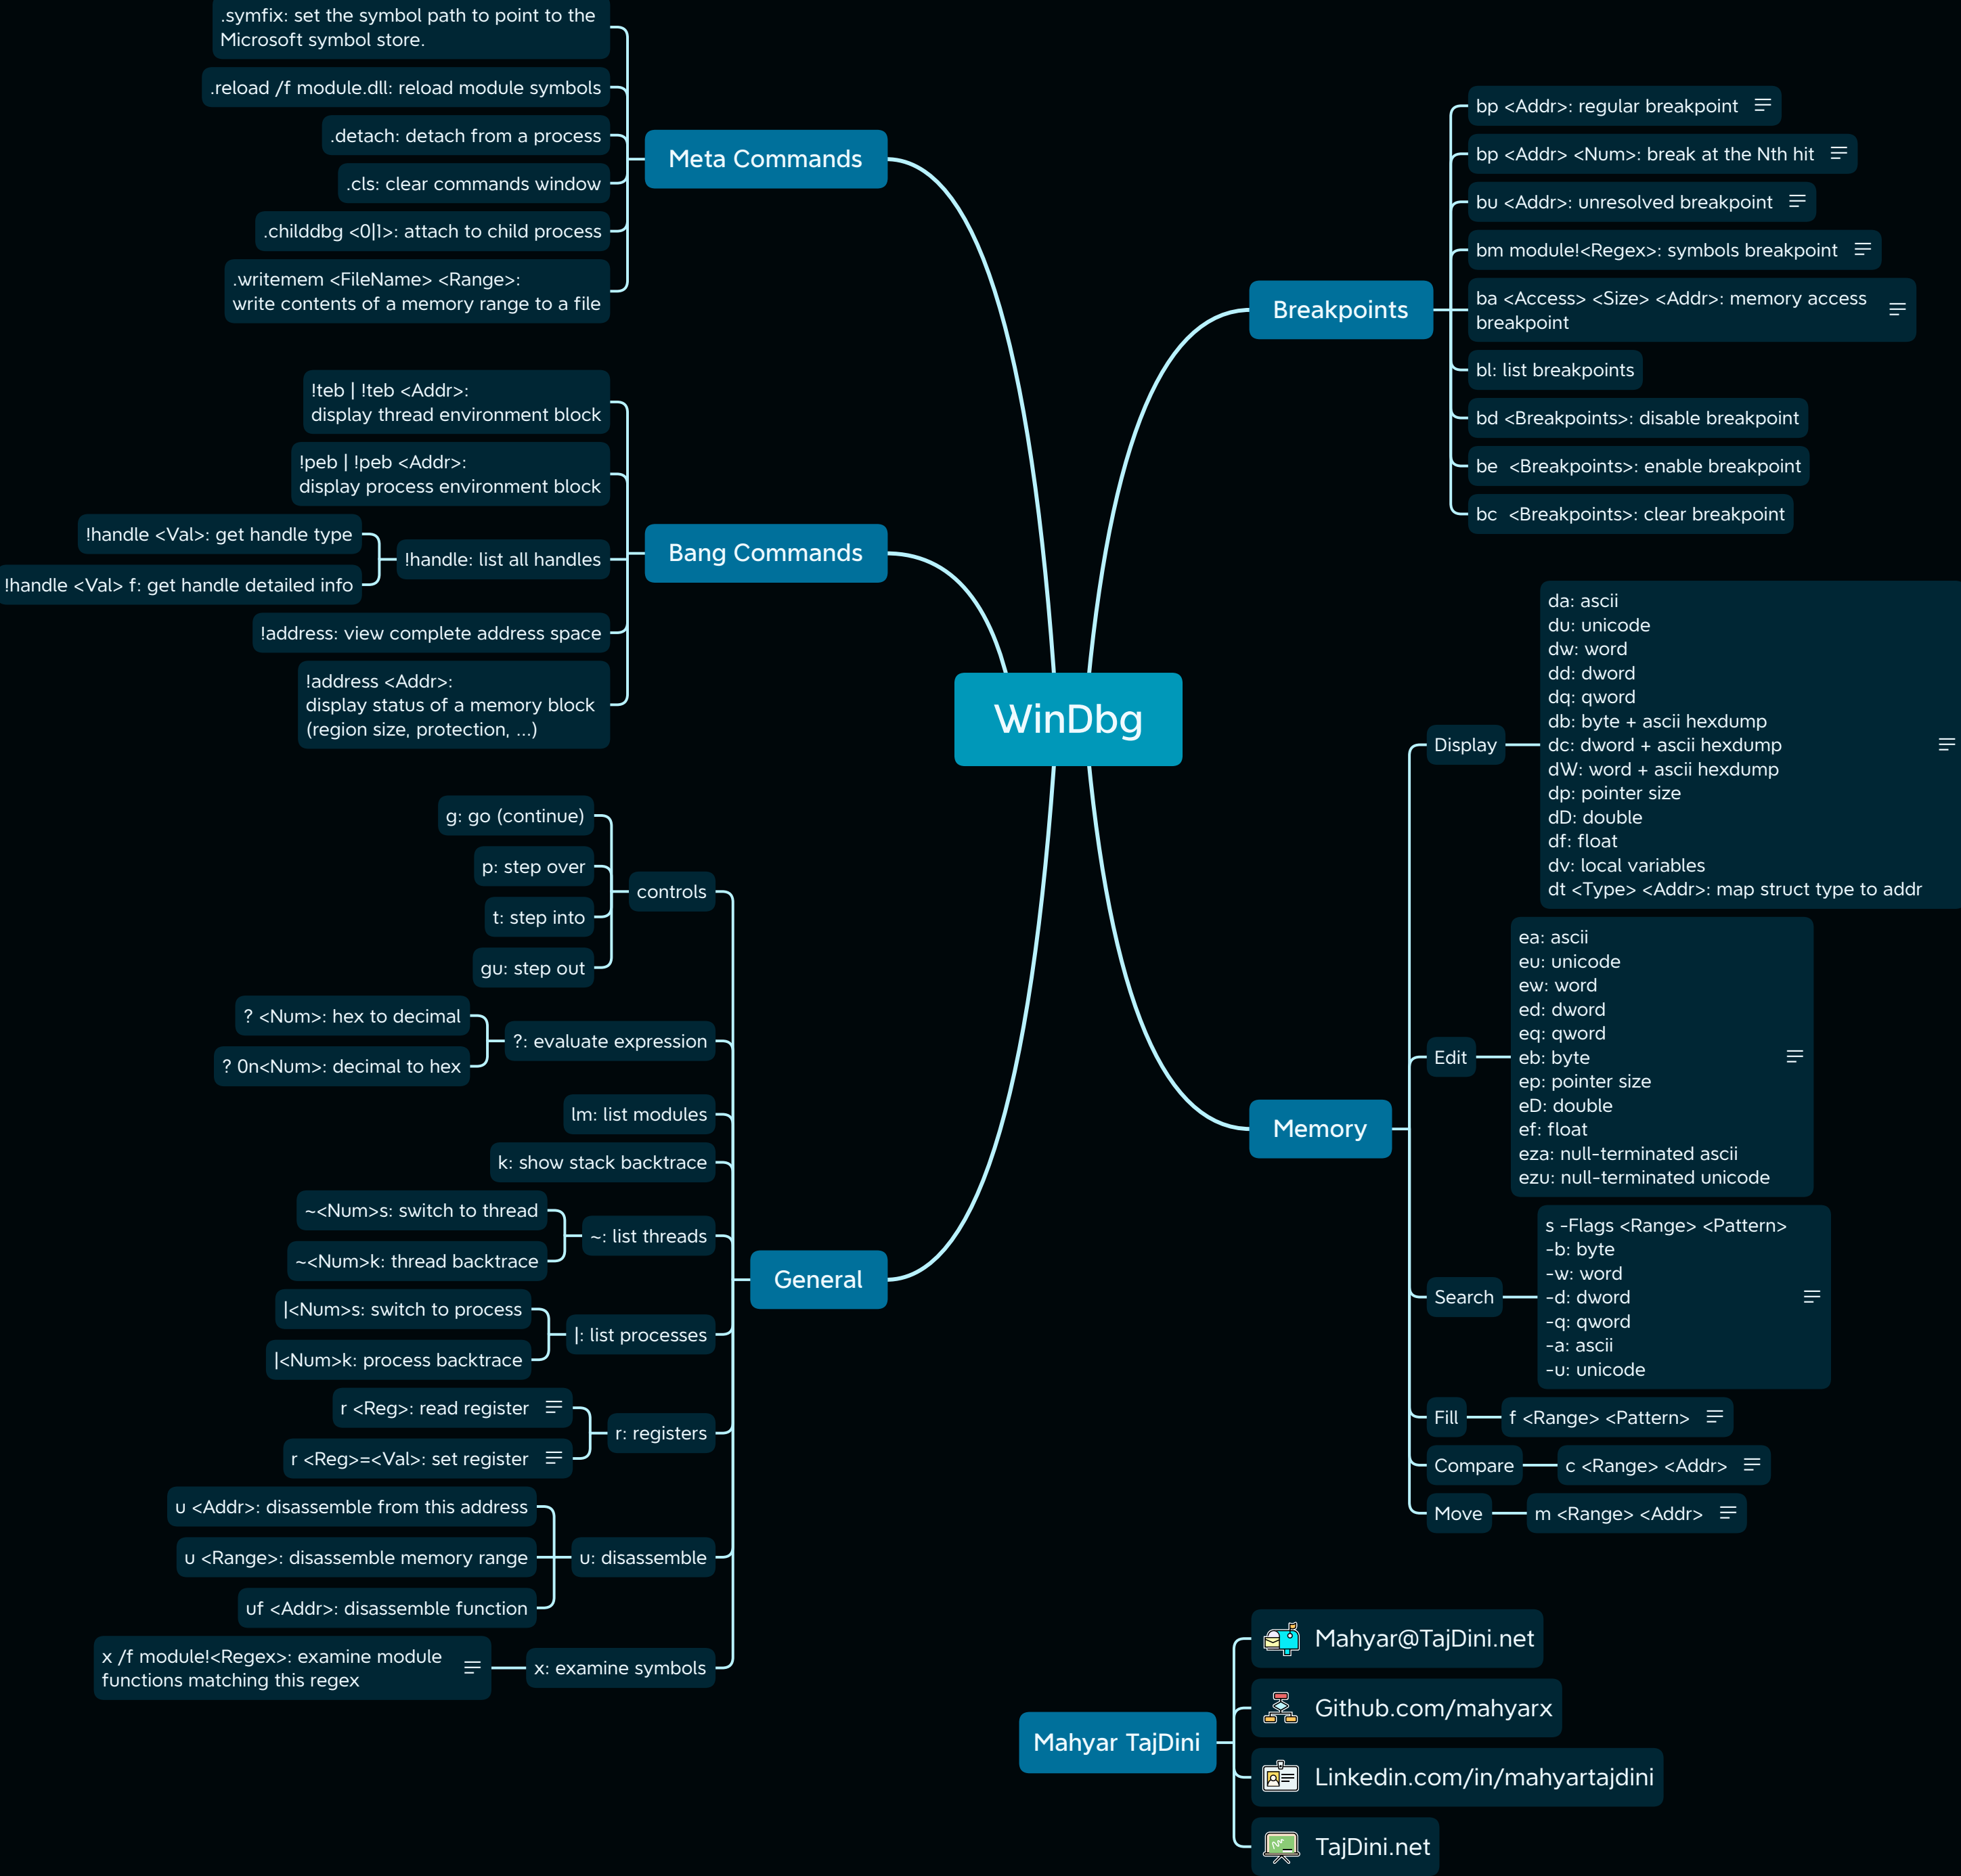 WinDbg
Meta Commands
.symfix: set the symbol path to point to the
Microsoft symbol store.
.reload /f module.dll: reload module symbols
.detach: detach from a process
.cls: clear commands window
.childdbg <0|1>: attach to child process
.writemem <FileName> <Range>:
write contents of a memory range to a file
Bang Commands
!teb | !teb <Addr>:
display thread environment block
!peb | !peb <Addr>:
display process environment block
!handle: list all handles
!handle <Val>: get handle type
!handle <Val> f: get handle detailed info
!address: view complete address space
!address <Addr>:
display status of a memory block
(region size, protection, ...)
General
controls
g: go (continue)
p: step over
t: step into
gu: step out
?: evaluate expression
? <Num>: hex to decimal
? 0n<Num>: decimal to hex
lm: list modules
k: show stack backtrace
~: list threads
~<Num>s: switch to thread
~<Num>k: thread backtrace
|: list processes
|<Num>s: switch to process
|<Num>k: process backtrace
r: registers
r <Reg>: read register
r <Reg>=<Val>: set register
u: disassemble
u <Addr>: disassemble from this address
u <Range>: disassemble memory range
uf <Addr>: disassemble function
x: examine symbols
x /f module!<Regex>: examine module
functions matching this regex
Breakpoints
bp <Addr>: regular breakpoint
bp <Addr> <Num>: break at the Nth hit
bu <Addr>: unresolved breakpoint
bm module!<Regex>: symbols breakpoint
ba <Access> <Size> <Addr>: memory access
breakpoint
bl: list breakpoints
bd <Breakpoints>: disable breakpoint
be  <Breakpoints>: enable breakpoint
bc  <Breakpoints>: clear breakpoint
Memory
Display
da: ascii
du: unicode
dw: word
dd: dword
dq: qword
db: byte + ascii hexdump
dc: dword + ascii hexdump
dW: word + ascii hexdump
dp: pointer size
dD: double
df: float
dv: local variables
dt <Type> <Addr>: map struct type to addr
Edit
ea: ascii
eu: unicode
ew: word
ed: dword
eq: qword
eb: byte
ep: pointer size
eD: double
ef: float
eza: null-terminated ascii
ezu: null-terminated unicode
Search
s -Flags <Range> <Pattern>
-b: byte
-w: word
-d: dword
-q: qword
-a: ascii
-u: unicode
Fill
f <Range> <Pattern>
Compare
c <Range> <Addr>
Move
m <Range> <Addr>
Mahyar TajDini
Mahyar@TajDini.net
Github.com/mahyarx
Linkedin.com/in/mahyartajdini
TajDini.net